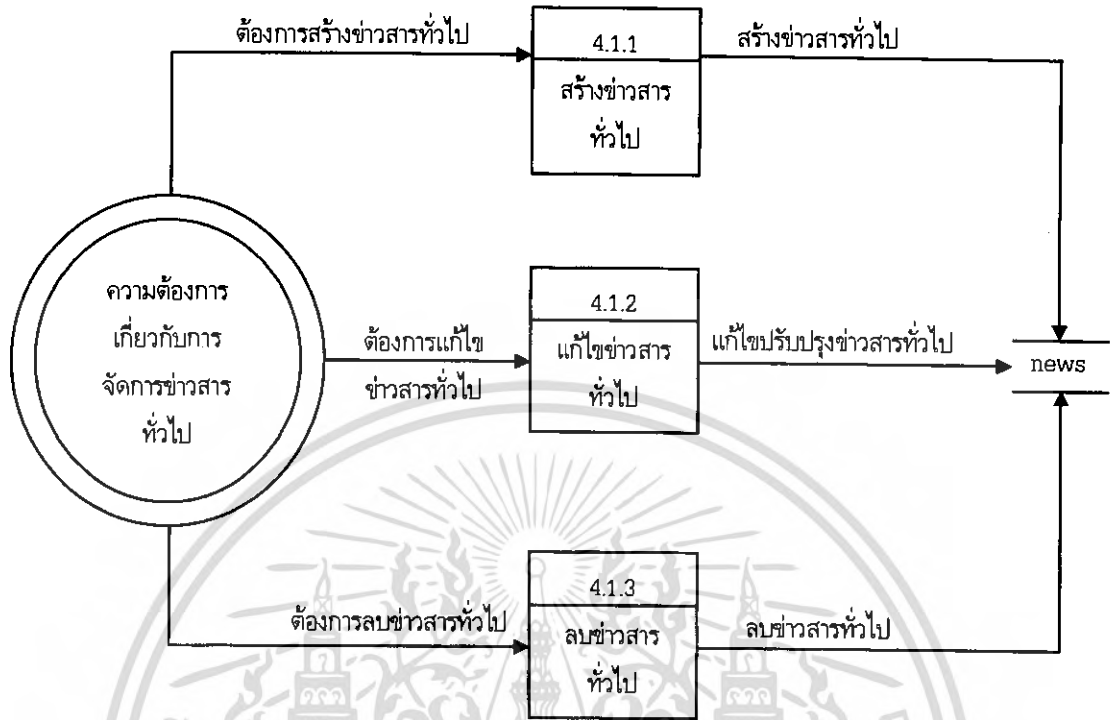 ต้องการสร้างข่าวสารทั่วไป
4.1.1
สร้างข่าวสาร
ทั่วไป
สร้างข่าวสารทั่วไป
ความต้องการ
เกี่ยวกับการ
จัดการข่าวสาร
ทั่วไป
ต้องการแก้ไข
ข่าวสารทั่วไป
4.1.2
แก้ไขข่าวสาร
ทั่วไป
แก้ไขปรับปรุงข่าวสารทั่วไป
news
ต้องการลบข่าวสารทั่วไป
4.1.3
ลบข่าวสาร
ทั่วไป
ลบข่าวสารทั่วไป